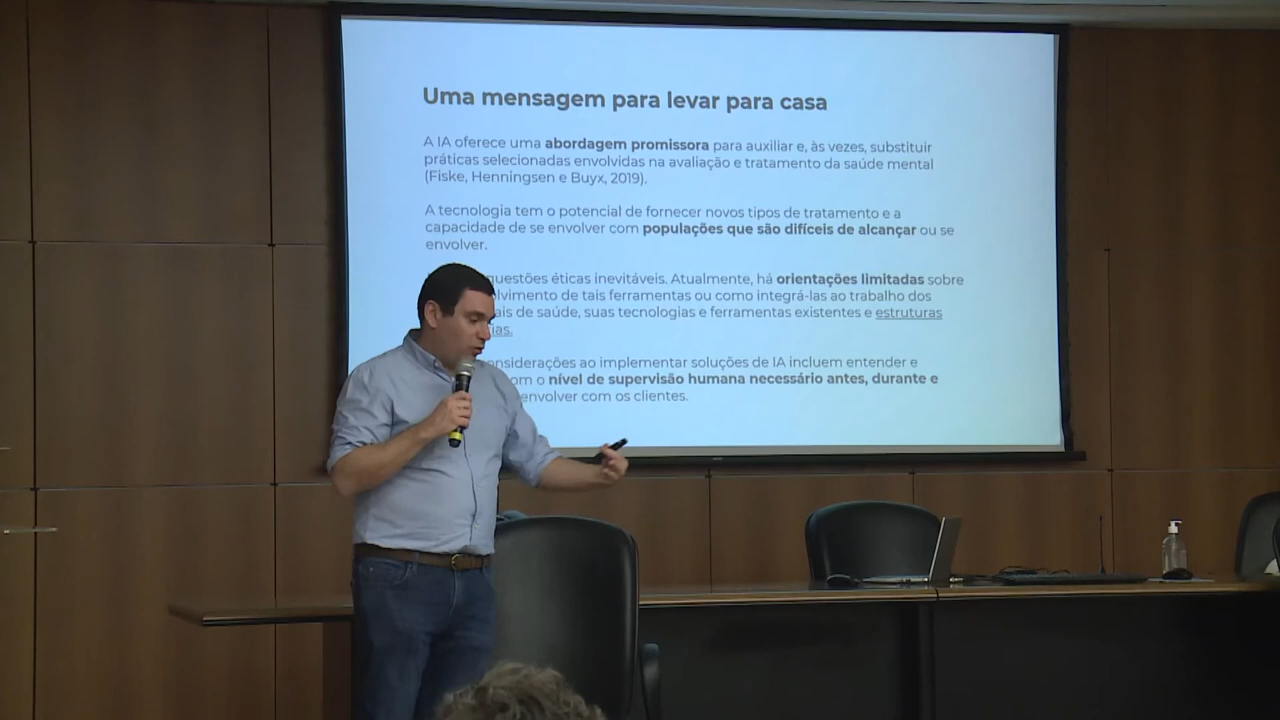 Uma mensagem para levar para casa
A IA oferece uma abordagem promissora para auxiliar e, às vezes, substituir
práticas selecionadas envolvidas na avaliação e tratamento da saúde mental
(Fiske, Henningsen e Buyx, 2019).
A tecnologia tem o potencial de fornecer novos tipos de tratamento e a
capacidade de se envolver com populações que são difíceis de alcançar ou se
envolver.
questões éticas inevitáveis. Atualmente, há orientações limitadas sobre
tais ferramentas ou como integrá-las ao trabalho dos
de saúde, suas tecnologias e ferramentas existentes e estruturas
ao implementar soluções de IA incluem entender e
o nível de supervisão humana necessário antes, durante e
envolver com os clientes.